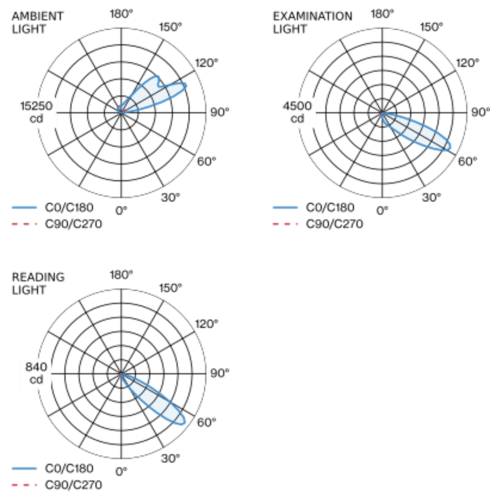 AMBIENT
LIGHT
180°
150°
120°
15250
cd
90°
60°
30°
0°
C0/C180
C90/C270
EXAMINATION
LIGHT
180°
150°
120°
4500
cd
90°
60°
30°
0°
C0/C180
C90/C270
READING
LIGHT
180°
150°
120°
840
cd
90°
60°
30°
0°
C0/C180
C90/C270